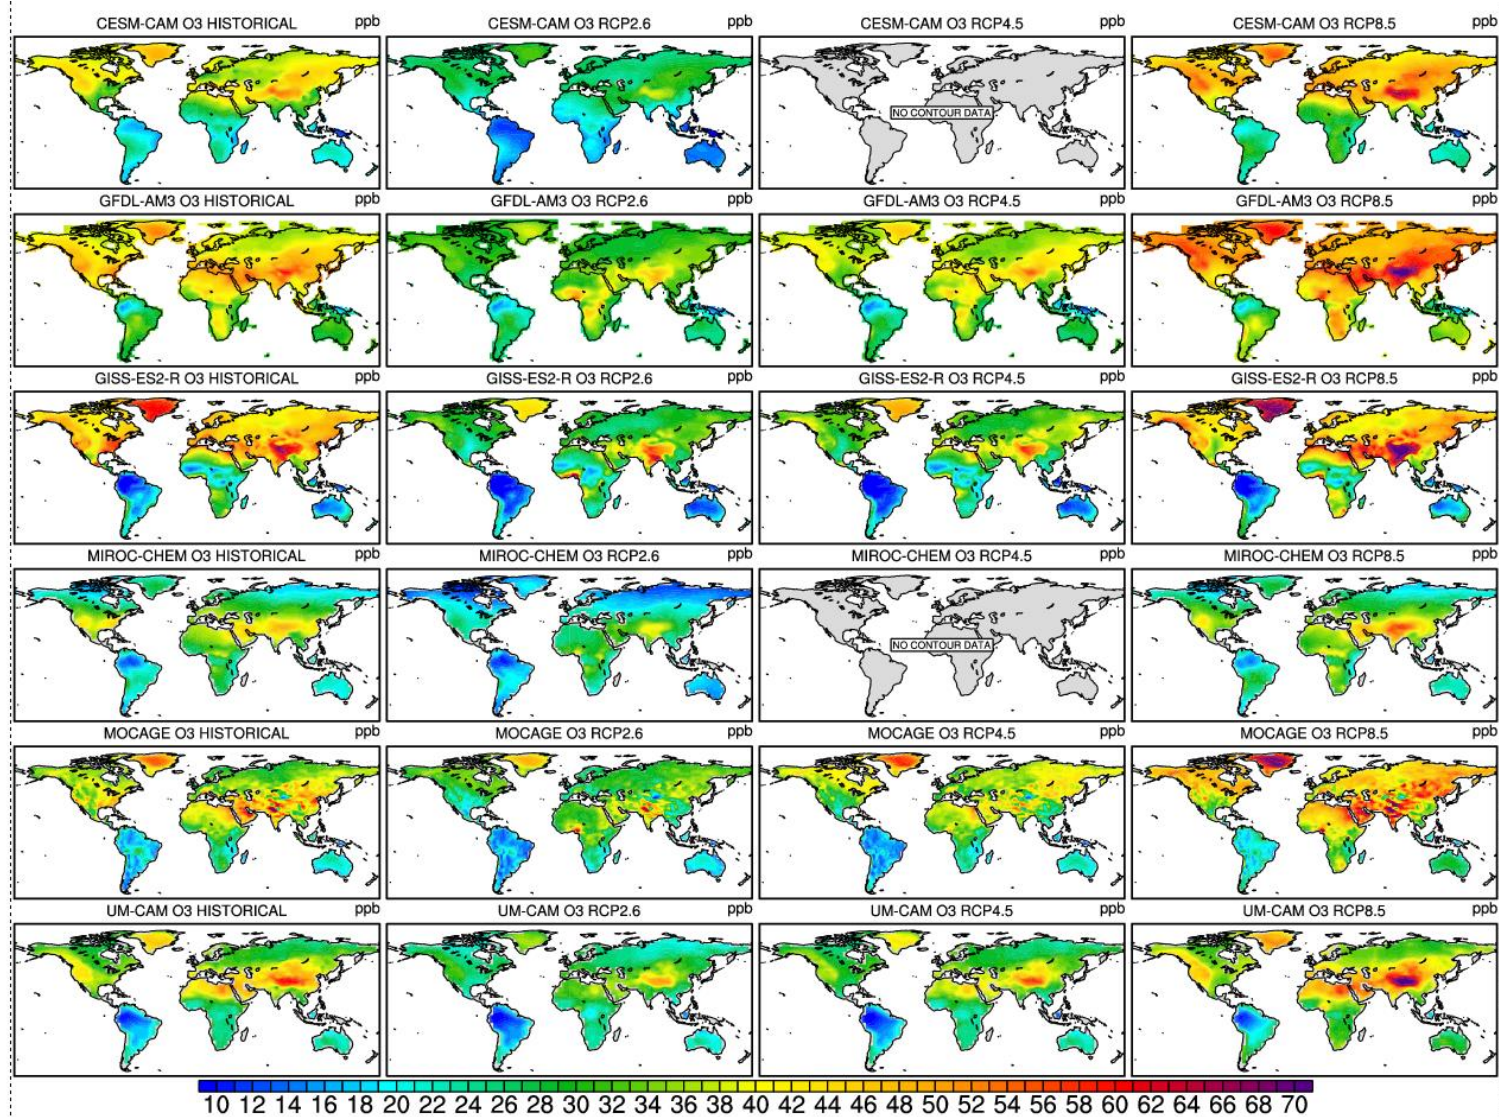 CESM-CAM O3 HISTORICAL ppb CESM-CAM O3 RCP2.6 ppb CESM-CAM O3 RCP4.5 ppb CESM-CAM O3 RCP8.5 ppb
NO CONTOUR DATA
GFDL-AM3 O3 HISTORICAL ppb GFDL-AM3 O3 RCP2.6 ppb GFDL-AM3 O3 RCP4.5 ppb GFDL-AM3 O3 RCP8.5 ppb
GISS-ES2-R O3 HISTORICAL ppb GISS-ES2-R O3 RCP2.6 ppb GISS-ES2-R O3 RCP4.5 ppb GISS-ES2-R O3 RCP8.5 ppb
MIROC-CHEM O3 HISTORICAL ppb MIROC-CHEM O3 RCP2.6 ppb MIROC-CHEM O3 RCP4.5 ppb MIROC-CHEM O3 RCP8.5 ppb
NO CONTOUR DATA
MOCAGE O3 HISTORICAL ppb MOCAGE O3 RCP2.6 ppb MOCAGE O3 RCP4.5 ppb MOCAGE O3 RCP8.5 ppb
UM-CAM O3 HISTORICAL ppb UM-CAM O3 RCP2.6 ppb UM-CAM O3 RCP4.5 ppb UM-CAM O3 RCP8.5 ppb
10 12 14 16 18 20 22 24 26 28 30 32 34 36 38 40 42 44 46 48 50 52 54 56 58 60 62 64 66 68 70